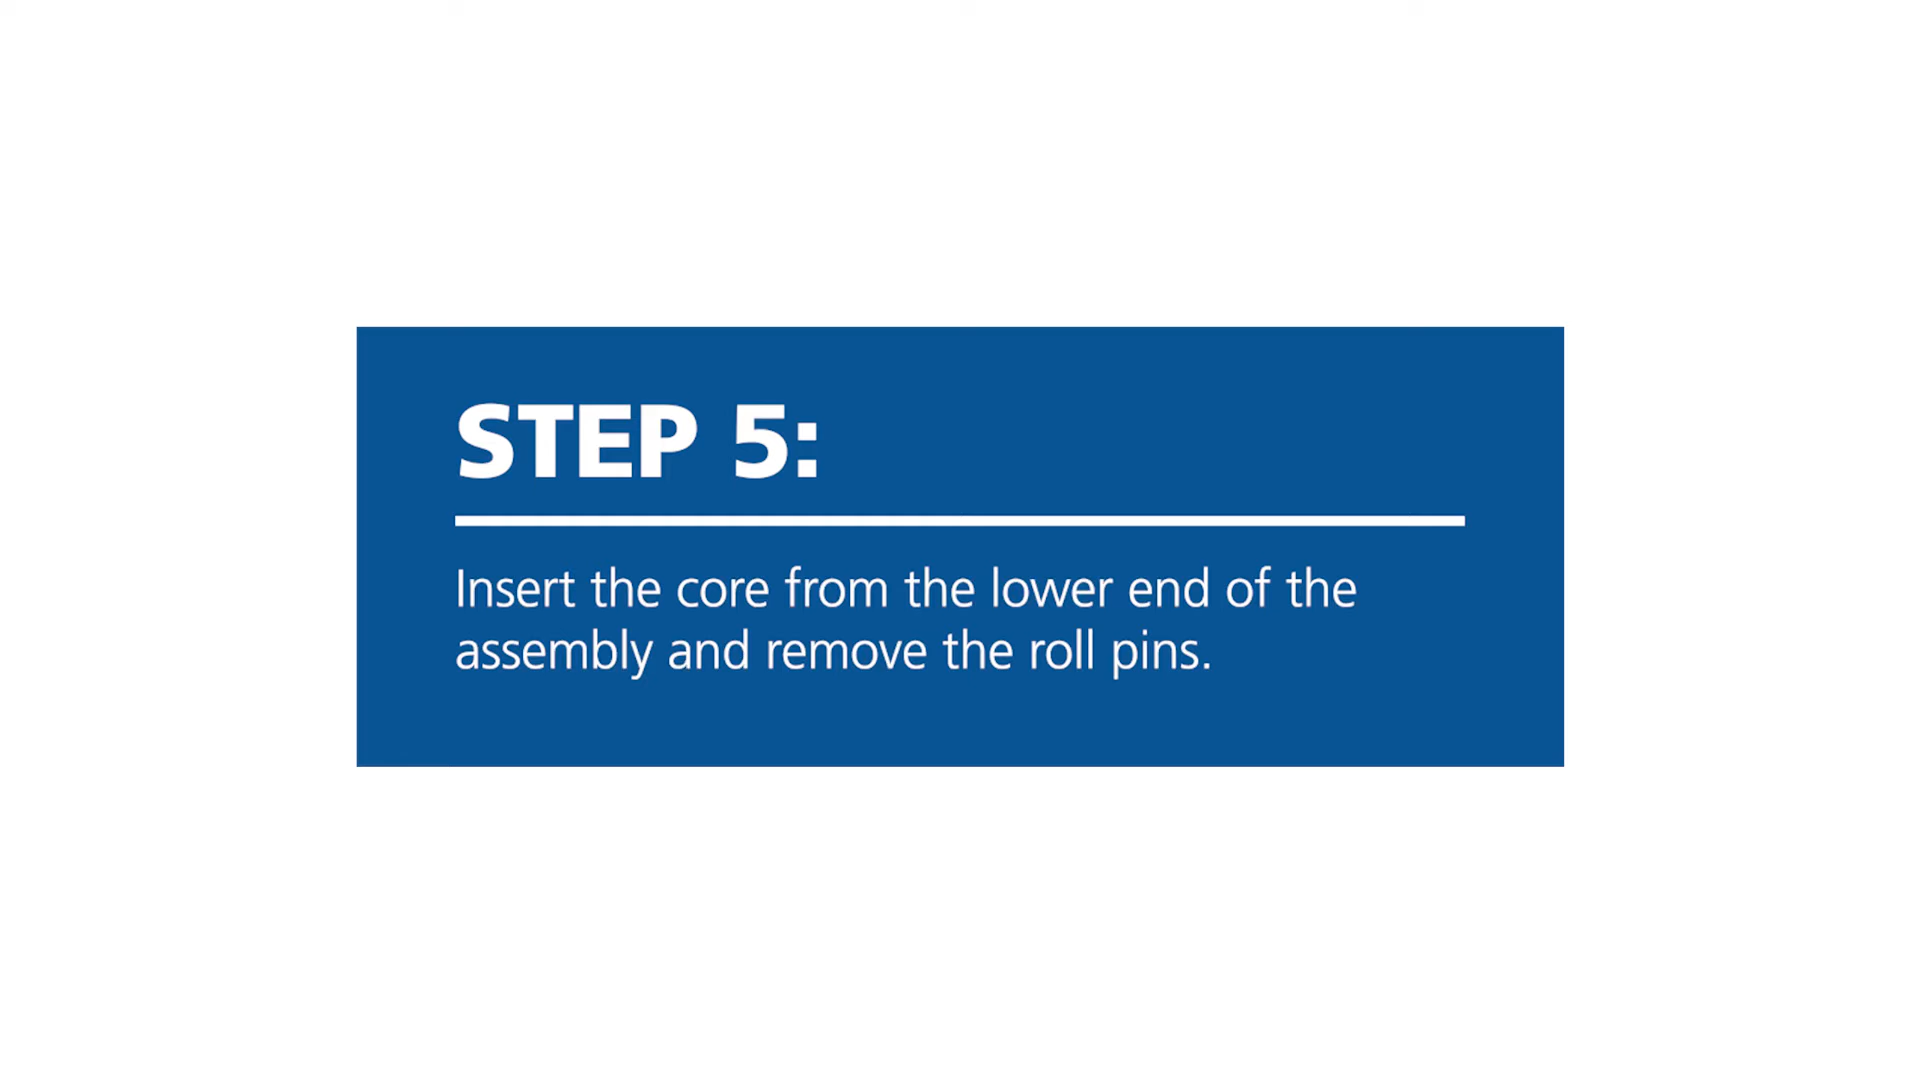 STEP 5:
Insert the core from the lower end of the
assembly and remove the roll pins.